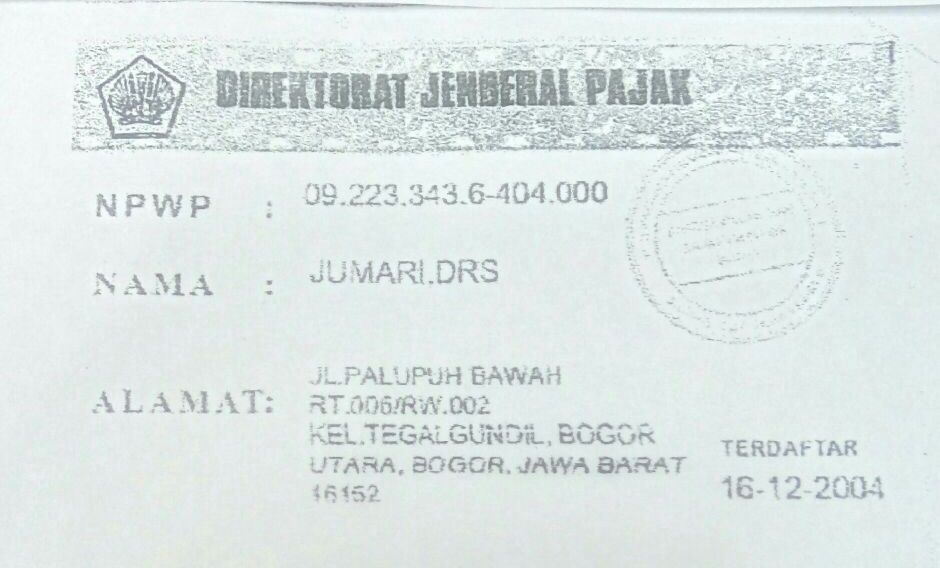 DIREKTORAT JENDERAL PAJAK
NPWP : 09.223.343.6-404.000
NAMA : JUMARI.DRS
ALAMAT: JL.PALUPUH BAWAH
RT.006/RW.002
KEL.TEGALGUNDIL, BOGOR
UTARA, BOGOR, JAWA BARAT
16152
TERDAFTAR
16-12-2004